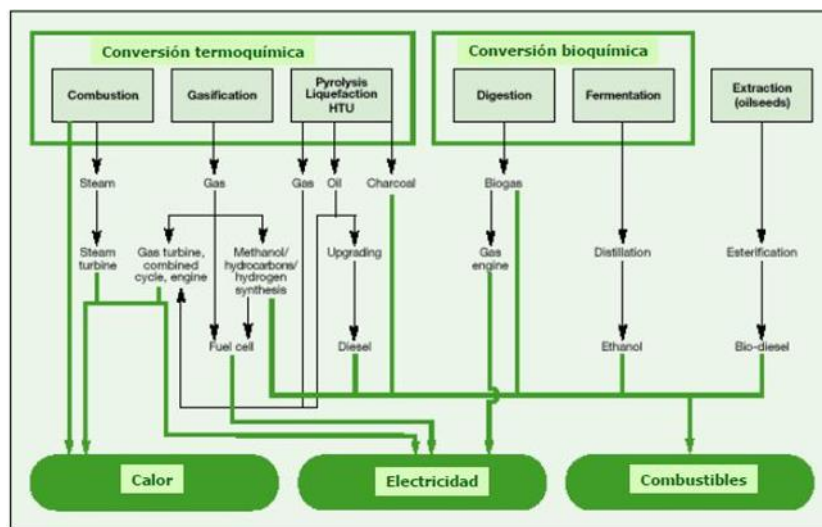 Conversión termoquímica
Conversión bioquímica
Combustion
Gasification
Pyrolysis
Liquefaction
HTU
Digestion
Fermentation
Extraction
(oilseeds)
Steam
Gas
Gas
Oil
Charcoal
Biogas
Steam
turbine
Gas turbine,
combined
cycle, engine
Methanol/
hydrocarbons/
hydrogen
synthesis
Upgrading
Gas
engine
Distillation
Esterification
Fuel cell
Diesel
Ethanol
Bio-diesel
Calor
Electricidad
Combustibles